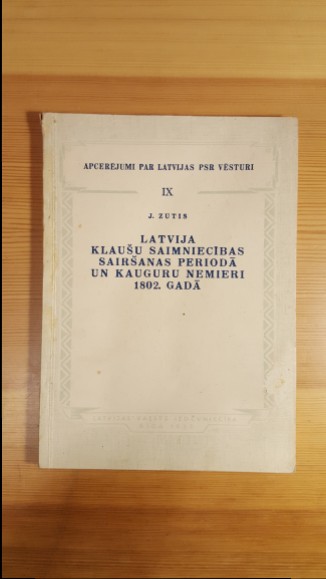 APCERĒJUMI PAR LATVIJAS PSR VĒSTURI
IX
J. ZUTIS
LATVIJA
KLAUŠU SAIMNIECĪBAS
SAIRŠANAS PERIODĀ
UN KAUGURU NEMIERI
1802. GADĀ